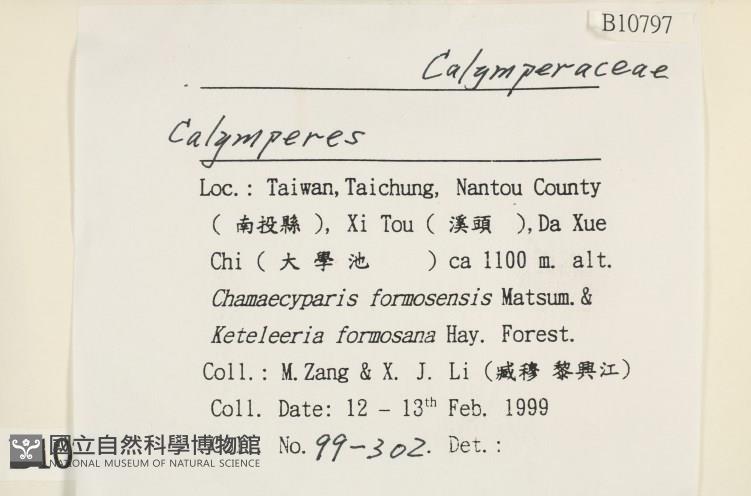 B10797
Calymperaceae
Calymperes
Loc.: Taiwan, Taichung, Nantou County
( 南投縣 ), Xi Tou ( 溪頭 ), Da Xue
Chi ( 大學池 ) ca 1100 m. alt.
Chamaecyparis formosensis Matsum. &
Keteleeria formosana Hay. Forest.
Coll.: M. Zang & X. J. Li (臧穆 黎興江)
Coll. Date: 12 - 13th Feb. 1999
No. 99-302. Det.:
國立自然科學博物館
NATIONAL MUSEUM OF NATURAL SCIENCE